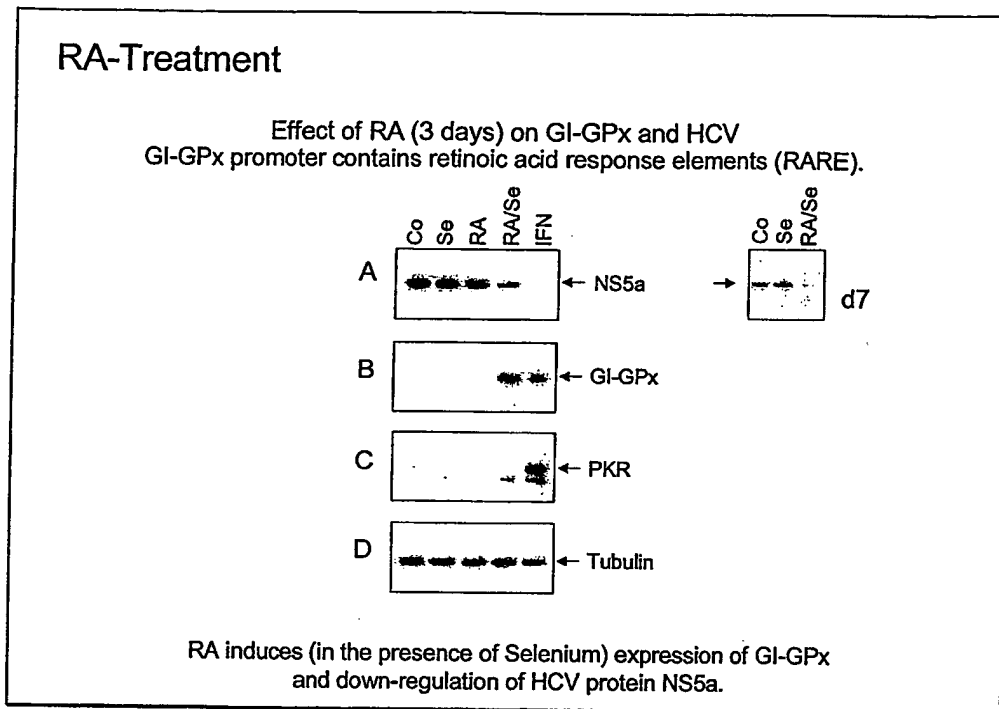 RA-Treatment
Effect of RA (3 days) on GI-GPx and HCV
GI-GPx promoter contains retinoic acid response elements (RARE).
Co Se RA RA/Se IFN
Co Se RA/Se
A
NS5a
d7
B
GI-GPx
C
PKR
D
Tubulin
RA induces (in the presence of Selenium) expression of GI-GPx
and down-regulation of HCV protein NS5a.